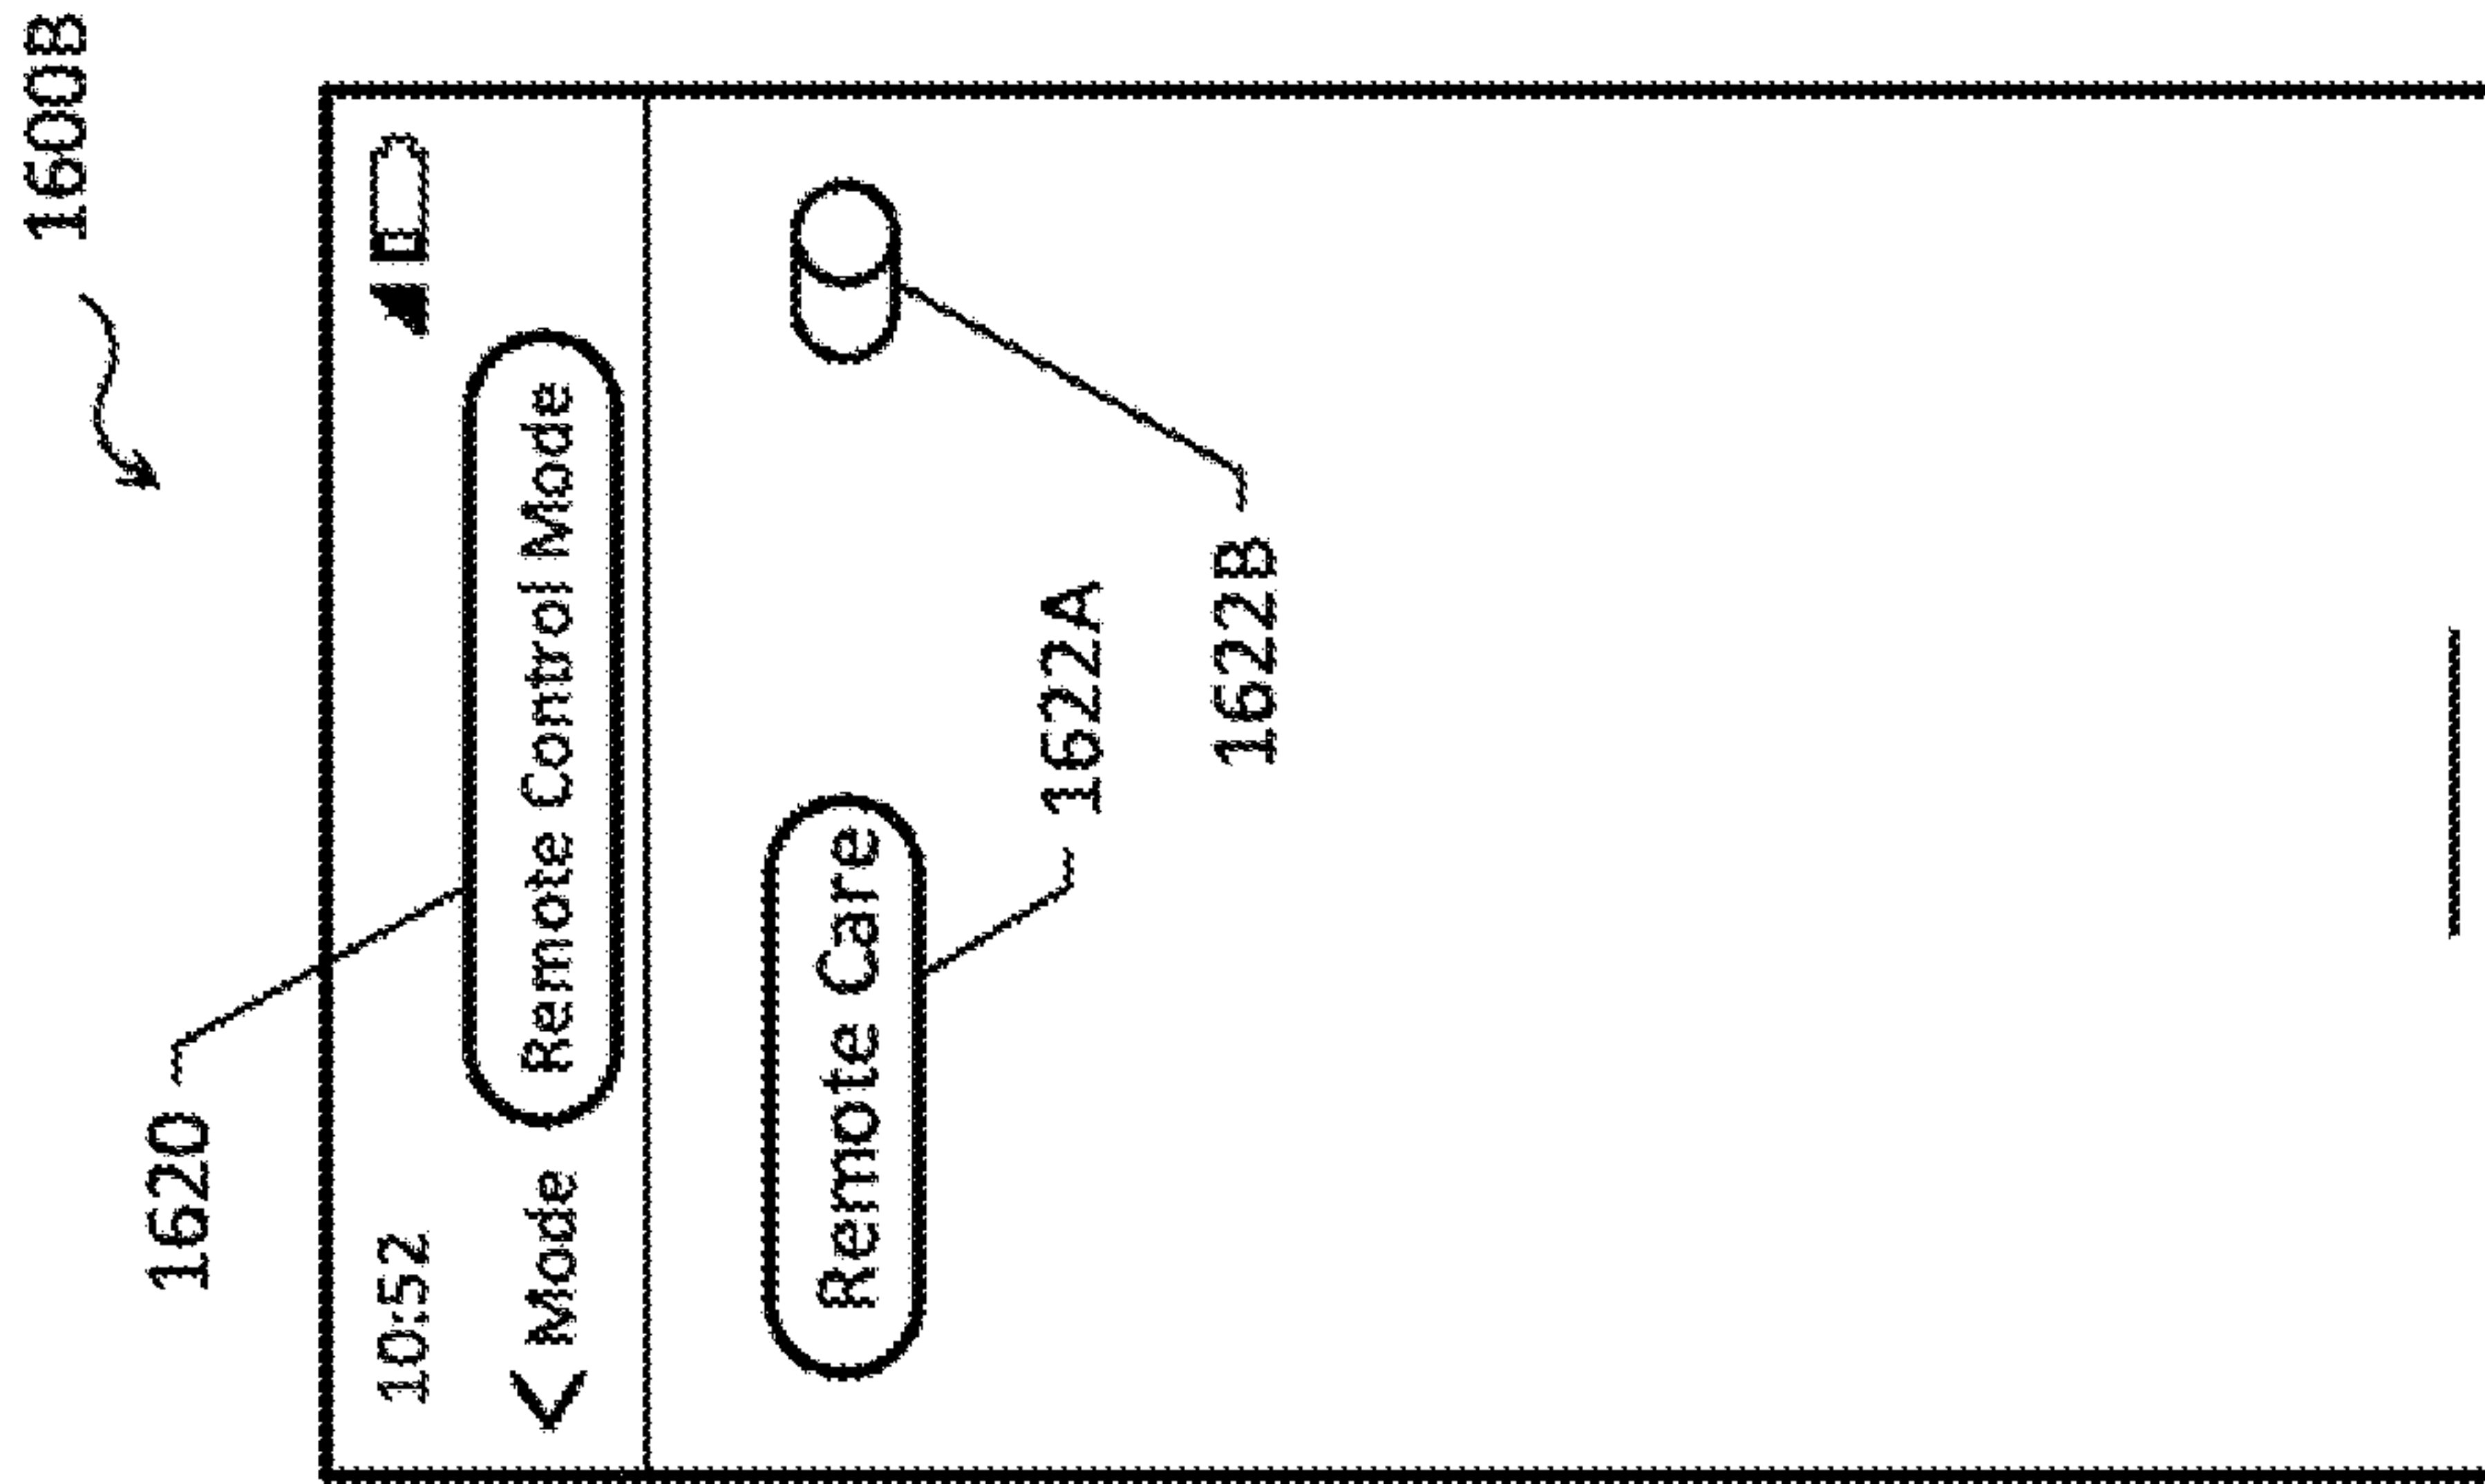 1600B
1620
10:52
< Mode Remote Control Mode
Remote Care
1622A
1622B